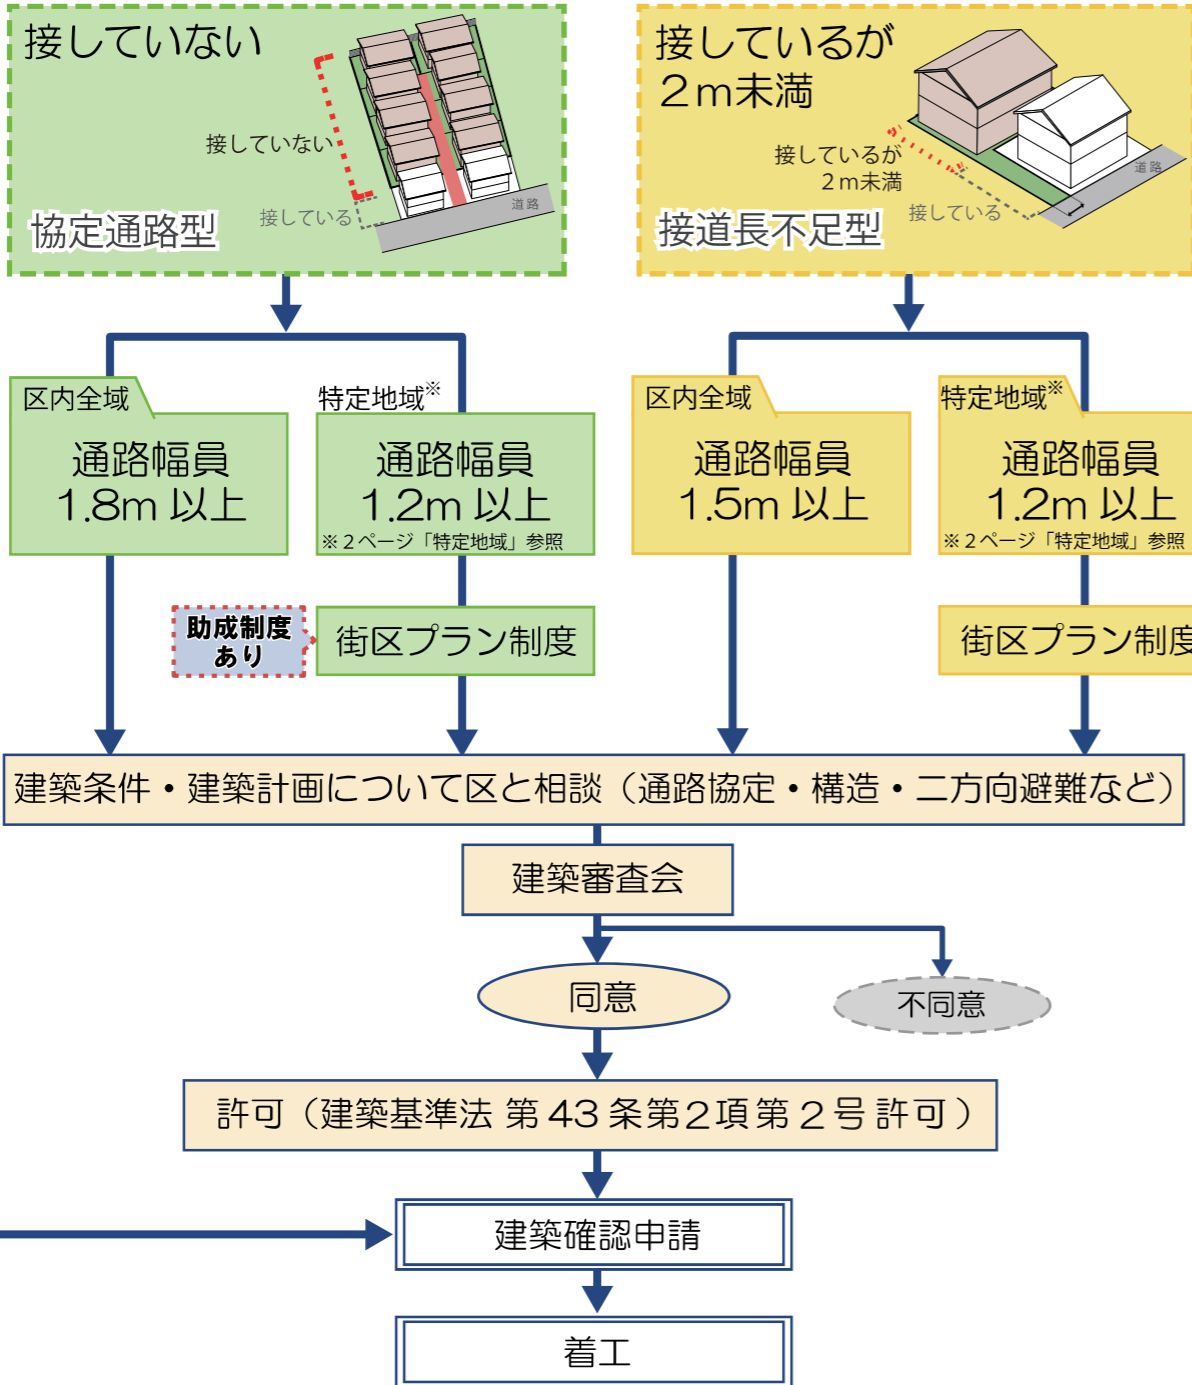 接していない
接していない
接している
道路
協定通路型
接しているが
2m未満
接しているが
2m未満
接している
道路
接道長不足型
区内全域
通路幅員
1.8m 以上
特定地域※
通路幅員
1.2m 以上
※2ページ「特定地域」参照
区内全域
通路幅員
1.5m 以上
特定地域※
通路幅員
1.2m 以上
※2ページ「特定地域」参照
助成制度
あり
街区プラン制度
街区プラン制度
建築条件・建築計画について区と相談(通路協定・構造・二方向避難など)
建築審査会
同意
不同意
許可(建築基準法 第43条第2項第2号許可)
建築確認申請
着工